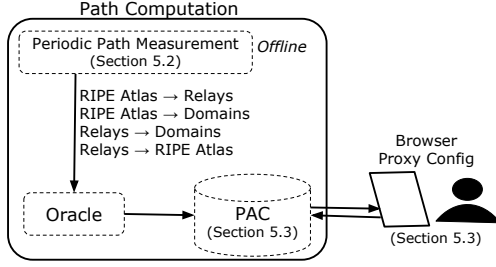 Path Computation
Periodic Path Measurement
(Section 5.2)
Offline
RIPE Atlas → Relays
RIPE Atlas → Domains
Relays → Domains
Relays → RIPE Atlas
Browser
Proxy Config
Oracle
PAC
(Section 5.3)
(Section 5.3)